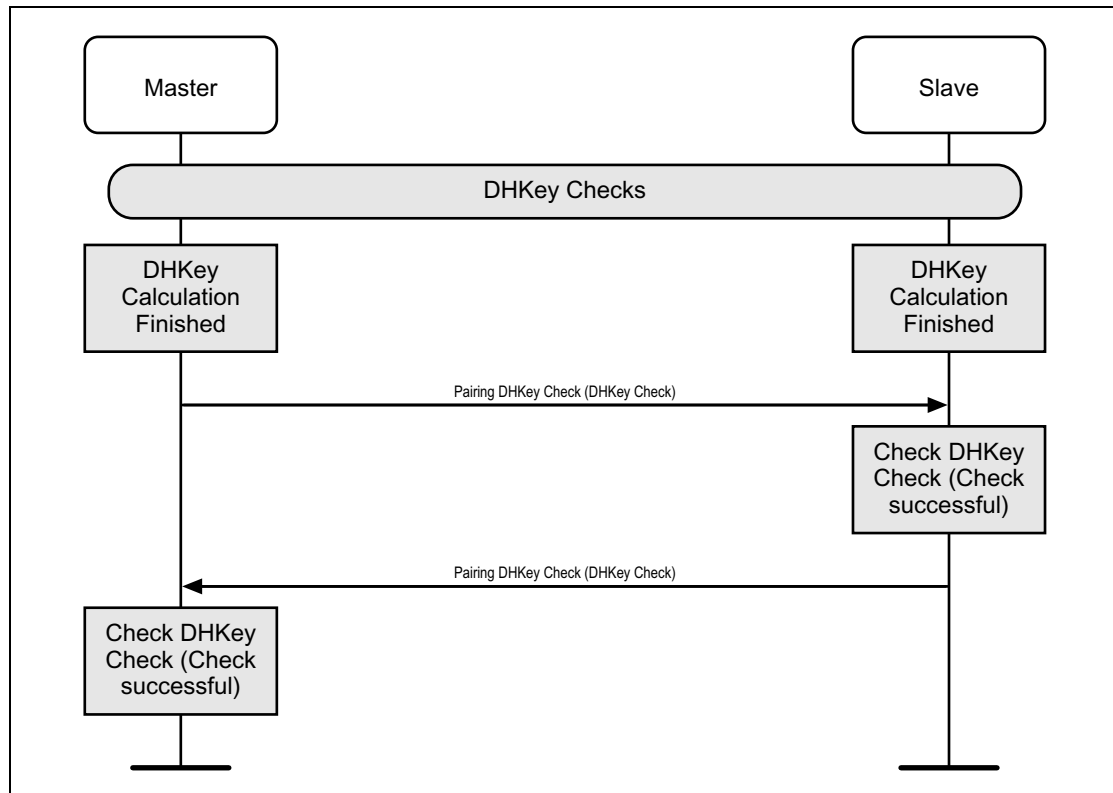 Master
Slave
DHKey Checks
DHKey
Calculation
Finished
DHKey
Calculation
Finished
Pairing DHKey Check (DHKey Check)
Check DHKey
Check (Check
successful)
Pairing DHKey Check (DHKey Check)
Check DHKey
Check (Check
successful)